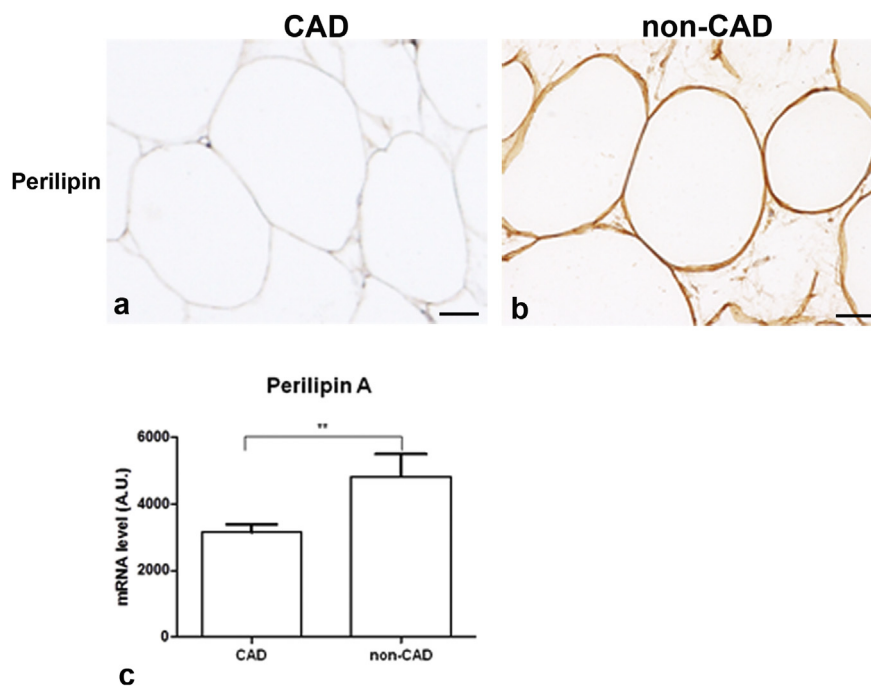 CAD non-CAD
Perilipin
a b
Perilipin A
6000
4000
2000
0
mRNA level (A.U.)
**
CAD non-CAD
c